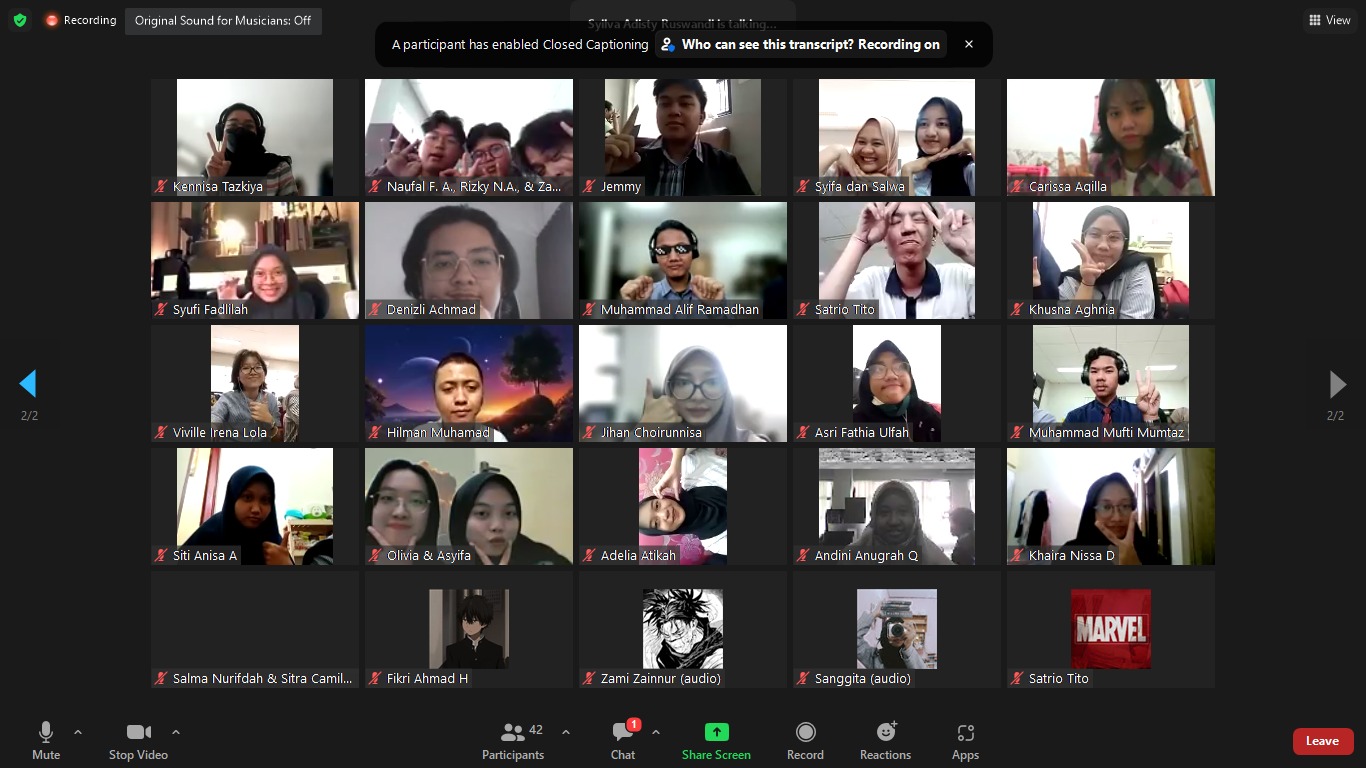 Recording
Original Sound for Musicians: Off
Syilva Adisty Ruswandi is talking...
A participant has enabled Closed Captioning
Who can see this transcript? Recording on
View
Kennisa Tazkiya
Naufal F. A., Rizky N.A., & Za...
Jemmy
Syifa dan Salwa
Carissa Aqilla
Syufi Fadlilah
Denizli Achmad
Muhammad Alif Ramadhan
Satrio Tito
Khusna Aghnia
Viville Irena Lola
Hilman Muhamad
Jihan Choirunnisa
Asri Fathia Ulfah
Muhammad Mufti Mumtaz
2/2
2/2
Siti Anisa A
Olivia & Asyifa
Adelia Atikah
Andini Anugrah Q
Khaira Nissa D
MARVEL
Salma Nurifdah & Sitra Camil...
Fikri Ahmad H
Zami Zainnur (audio)
Sanggita (audio)
Satrio Tito
Mute
Stop Video
Participants
42
Chat
1
Share Screen
Record
Reactions
Apps
Leave